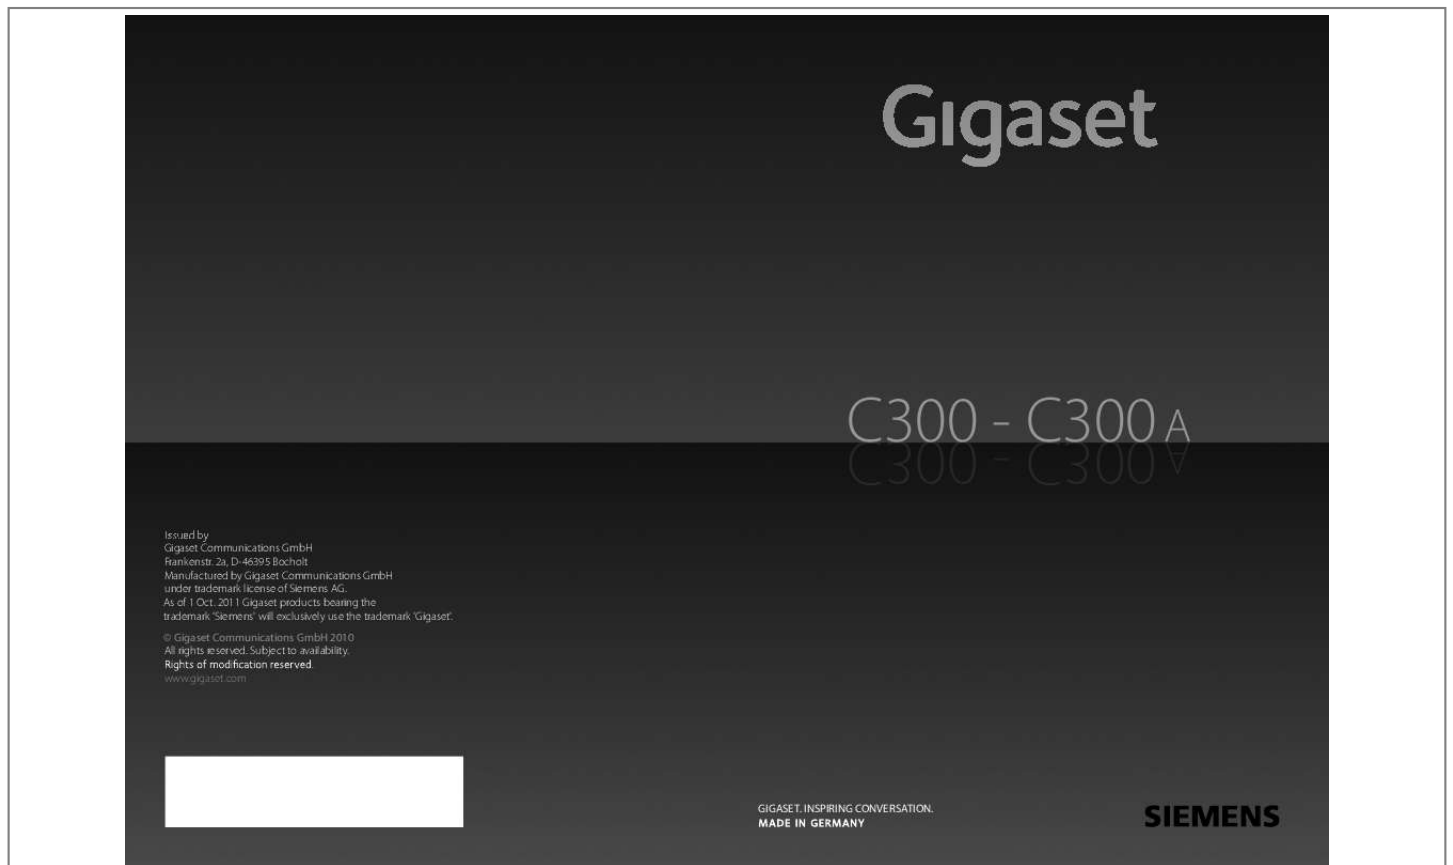 Gigaset
C300 - C300 A
Issued by
Gigaset Communications GmbH
Frankenstr. 2a, D-46395 Bocholt
Manufactured by Gigaset Communications GmbH
under trademark license of Siemens AG.
As of 1 Oct. 2011 Gigaset products bearing the
trademark 'Siemens' will exclusively use the trademark 'Gigaset'.
© Gigaset Communications GmbH 2010
All rights reserved. Subject to availability.
Rights of modification reserved.
www.gigaset.com
GIGASET. INSPIRING CONVERSATION.
MADE IN GERMANY
SIEMENS